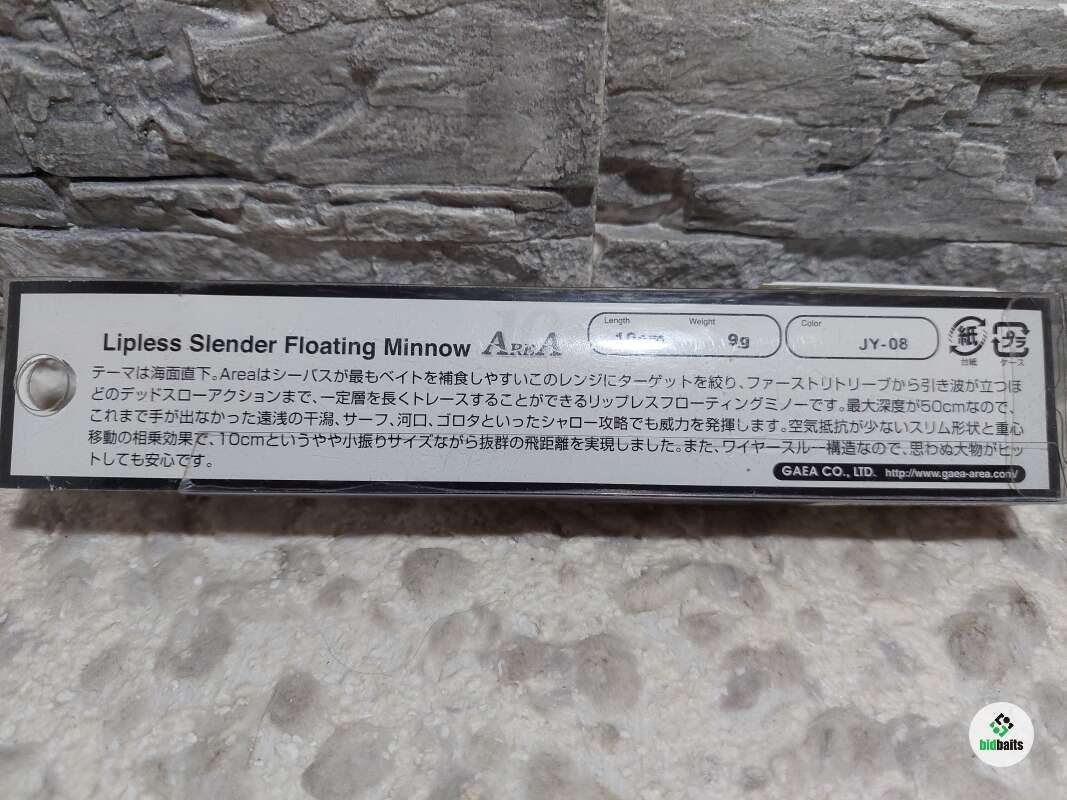 Lipless Slender Floating Minnow AREA
Length 10cm Weight 9g
Color JY-08
紙 台紙
プラ ケース
テーマは海面直下。Areaはシーバスが最もベイトを補食しやすいこのレンジにターゲットを絞り、ファーストリトリーブから引き波が立つほ
どのデッドスローアクションまで、一定層を長くトレースすることができるリップレスフローティングミノーです。最大深度が50cmなので、
これまで手が出なかった遠浅の干潟、サーフ、河口、ゴロタといったシャロー攻略でも威力を発揮します。空気抵抗が少ないスリム形状と重心
移動の相乗効果で、10cmというやや小振りサイズながら抜群の飛距離を実現しました。また、ワイヤースルー構造なので、思わぬ大物がヒッ
トしても安心です。
GAEA CO., LTD. http://www.gaea-area.com/
bidbaits